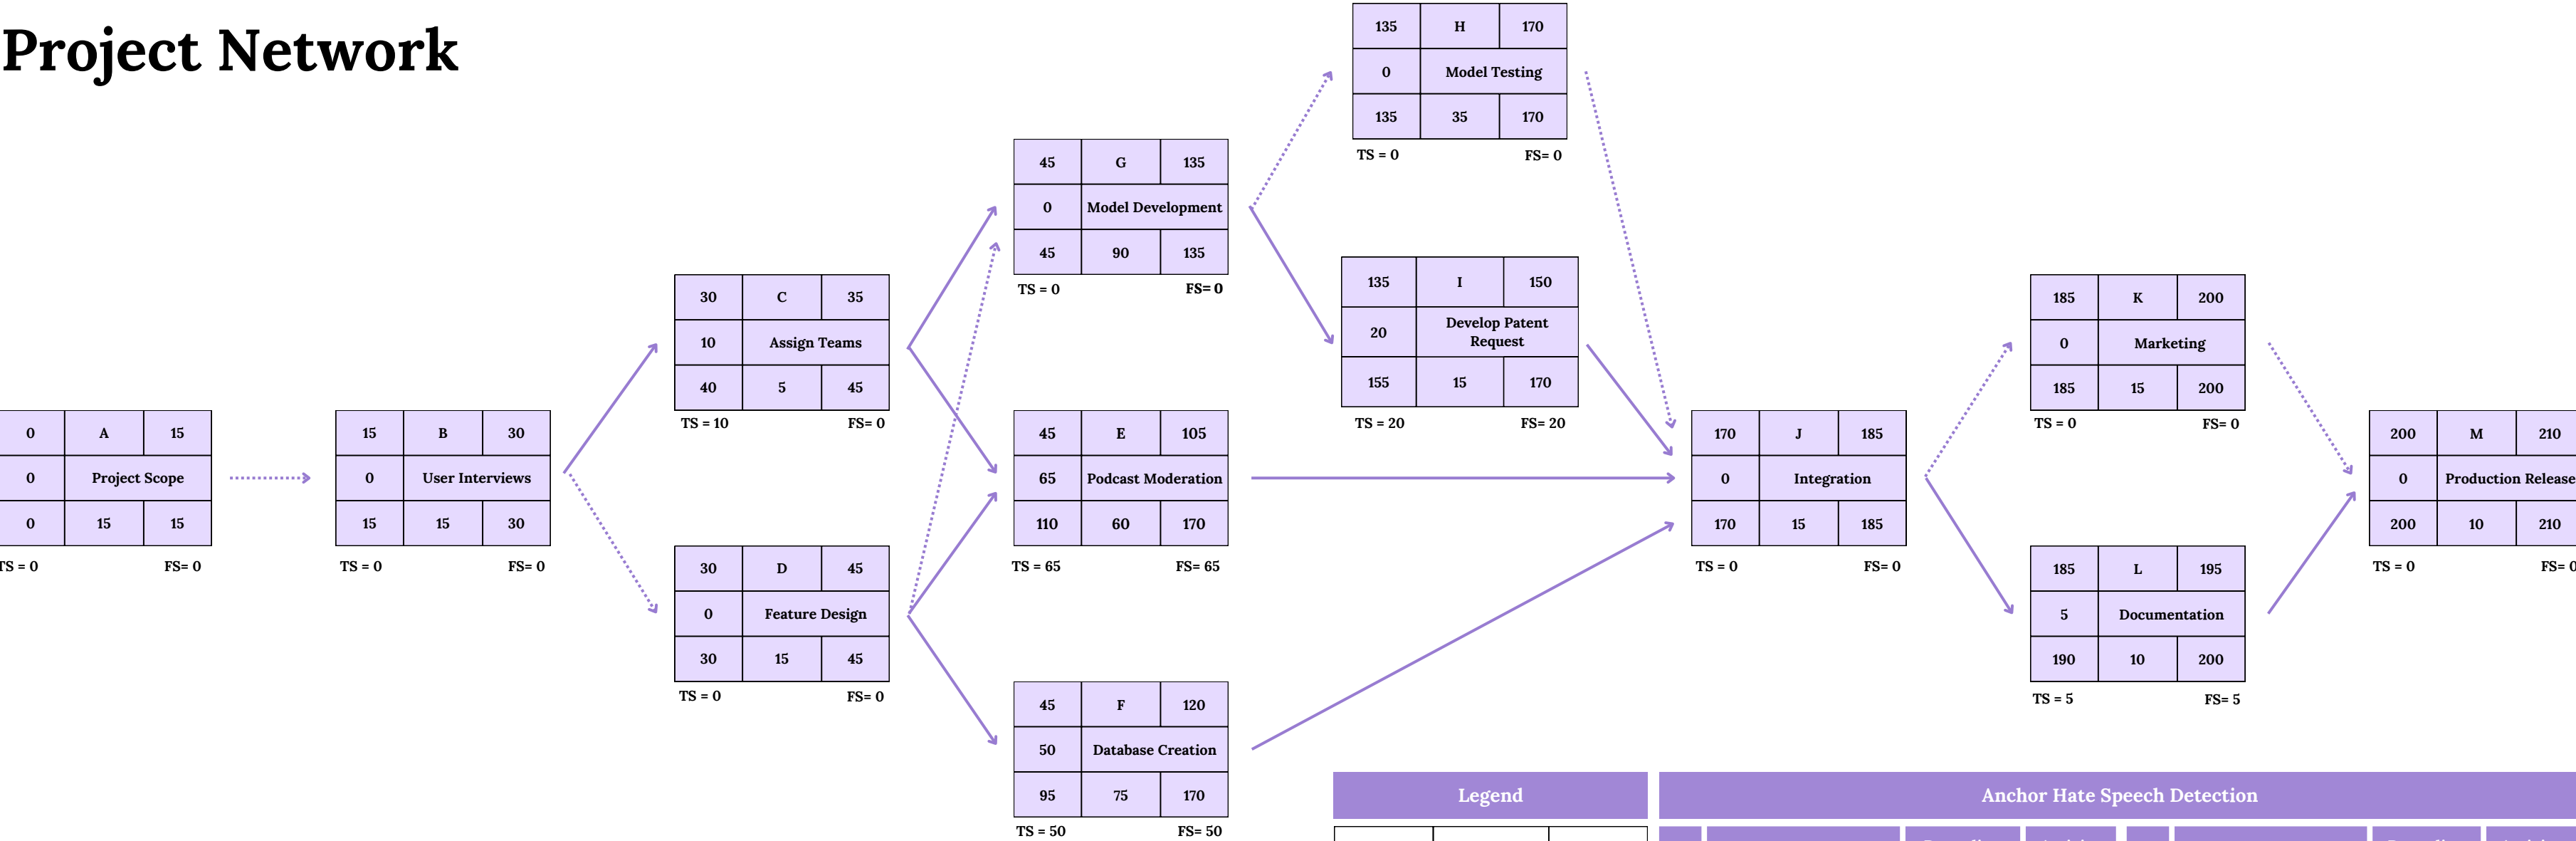 Project Network
0 A 15
0 Project Scope
0 15 15
TS = 0 FS= 0
15 B 30
0 User Interviews
15 15 30
TS = 0 FS= 0
30 C 35
10 Assign Teams
40 5 45
TS = 10 FS= 0
30 D 45
0 Feature Design
30 15 45
TS = 0 FS= 0
45 G 135
0 Model Development
45 90 135
TS = 0 FS= 0
45 E 105
65 Podcast Moderation
110 60 170
TS = 65 FS= 65
45 F 120
50 Database Creation
95 75 170
TS = 50 FS= 50
135 H 170
0 Model Testing
135 35 170
TS = 0 FS= 0
135 I 150
20 Develop Patent
Request
155 15 170
TS = 20 FS= 20
170 J 185
0 Integration
170 15 185
TS = 0 FS= 0
185 K 200
0 Marketing
185 15 200
TS = 0 FS= 0
185 L 195
5 Documentation
190 10 200
TS = 5 FS= 5
200 M 210
0 Production Release
200 10 210
TS = 0 FS= 0
Legend
Anchor Hate Speech Detection